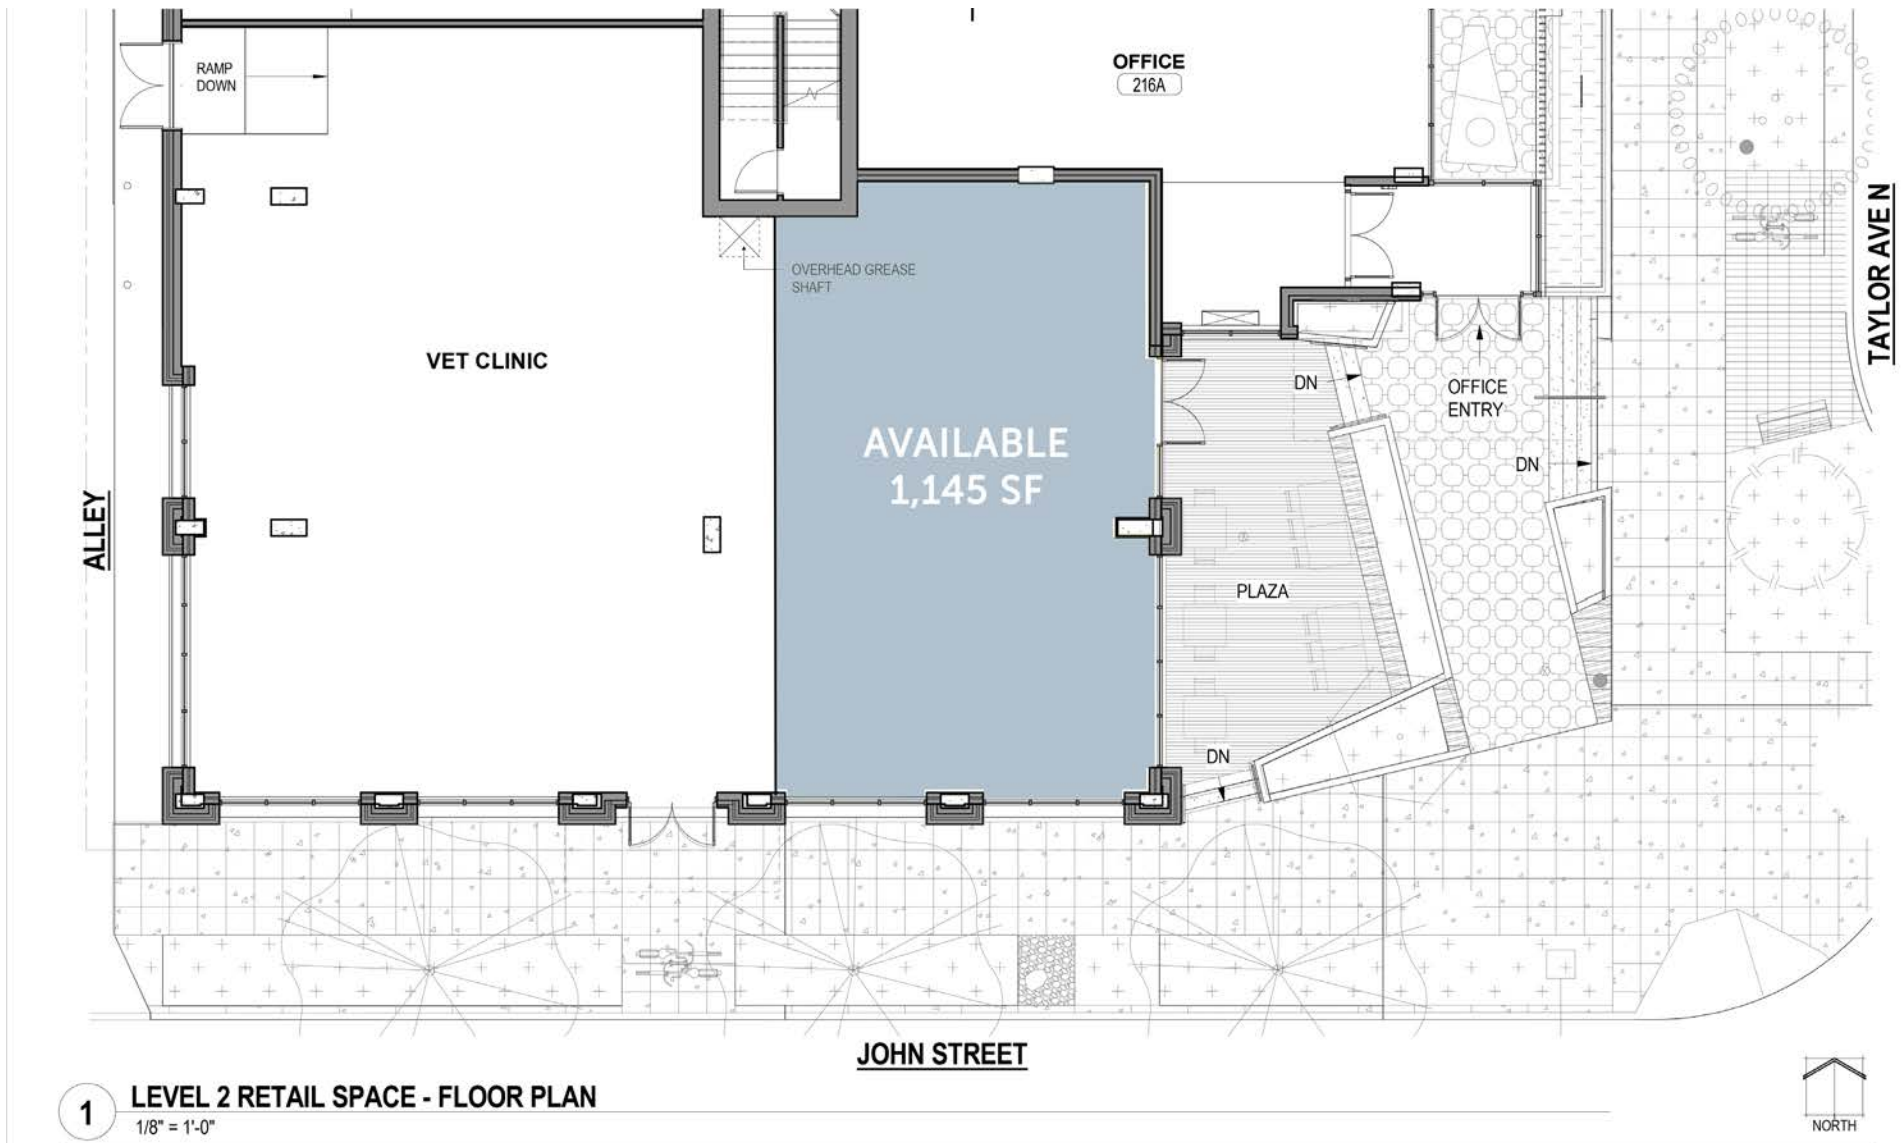 RAMP
DOWN
OFFICE
216A
TAYLOR AVE N
OVERHEAD GREASE
SHAFT
VET CLINIC
DN
OFFICE
ENTRY
AVAILABLE
1,145 SF
DN
ALLEY
PLAZA
DN
JOHN STREET
1
LEVEL 2 RETAIL SPACE - FLOOR PLAN
1/8" = 1'-0"
NORTH